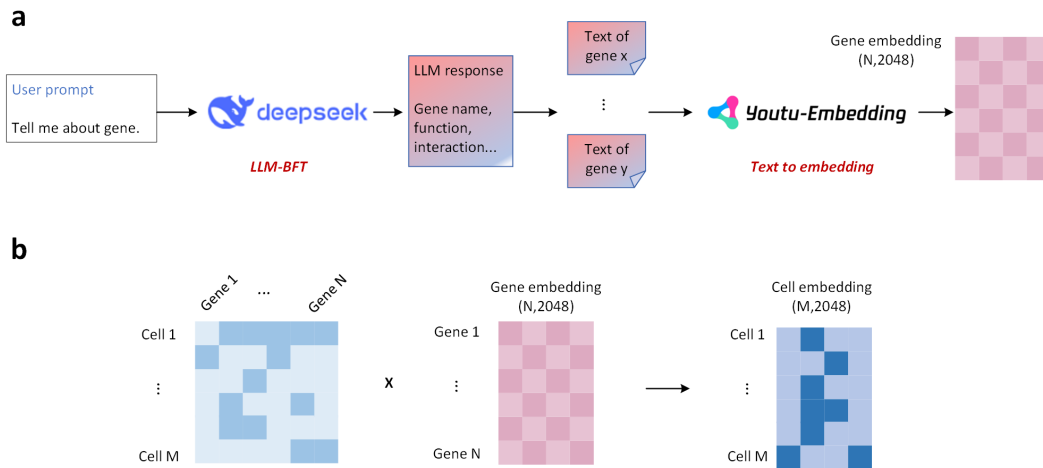 a
User prompt
Tell me about gene.
deepseek
LLM-BFT
LLM response
Gene name,
function,
interaction...
Text of
gene x
⋮
Text of
gene y
Youtu-Embedding
Text to embedding
Gene embedding
(N,2048)
b
Gene 1
...
Gene N
Cell 1
⋮
Cell M
x
Gene embedding
(N,2048)
Gene 1
⋮
Gene N
Cell embedding
(M,2048)
Cell 1
⋮
Cell M